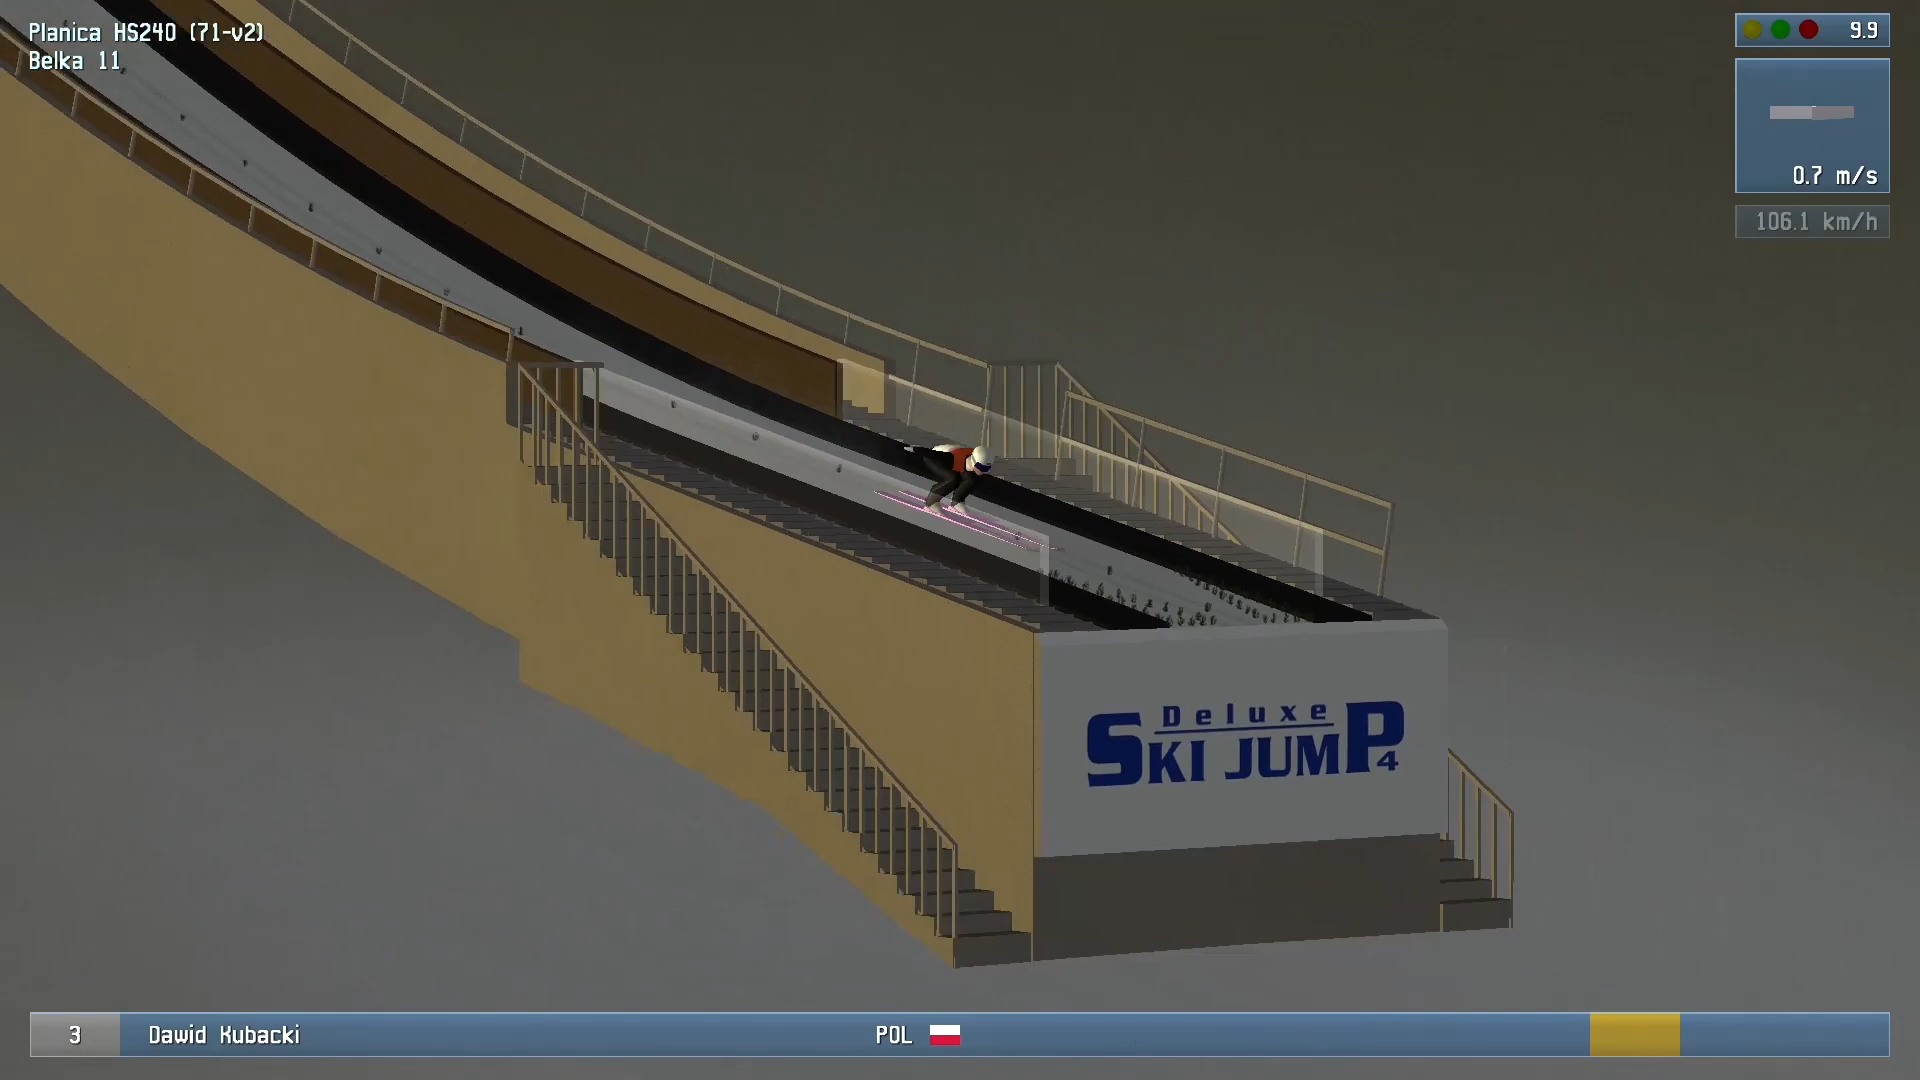 Planica HS240 (71-v2)
Belka 11
9.9
0.7 m/s
106.1 km/h
Deluxe
SKI JUMP 4
3 Dawid Kubacki POL